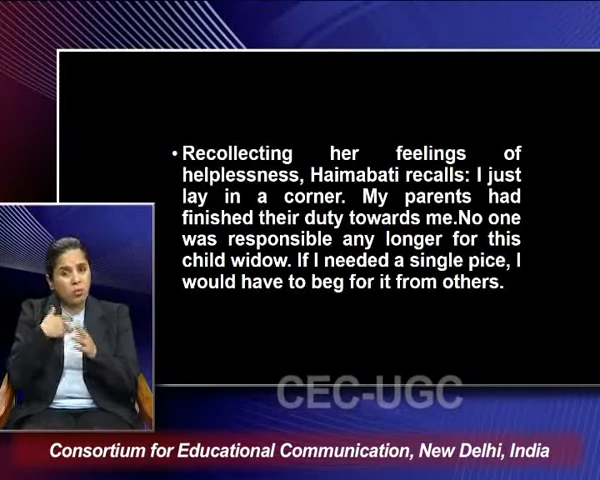 • Recollecting her feelings of
helplessness, Haimabati recalls: I just
lay in a corner. My parents had
finished their duty towards me.No one
was responsible any longer for this
child widow. If I needed a single pice, I
would have to beg for it from others.
CEC-UGC
Consortium for Educational Communication, New Delhi, India